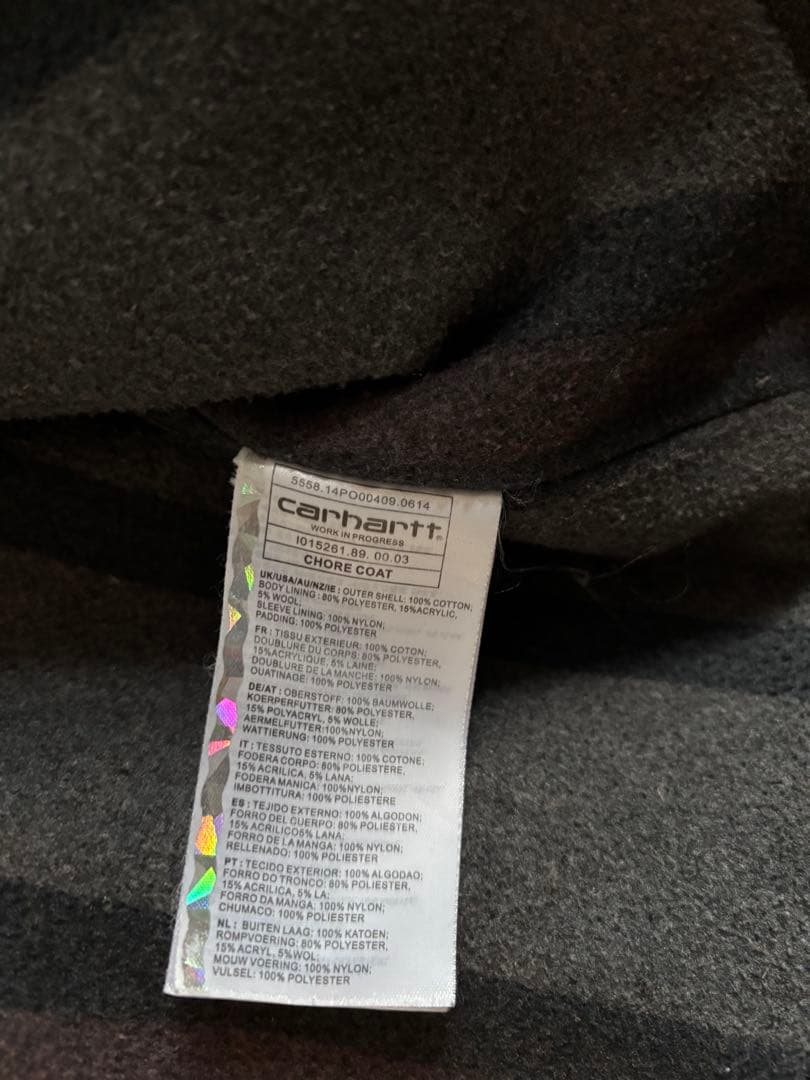 5558.14PO00409.0614
carhartt®
WORK IN PROGRESS
I015261.89. 00.03
CHORE COAT
UK/USA/AU/NZ/IE : OUTER SHELL: 100% COTTON;
BODY LINING : 80% POLYESTER, 15%ACRYLIC,
5% WOOL;
SLEEVE LINING: 100% NYLON;
PADDING: 100% POLYESTER
FR : TISSU EXTERIEUR: 100% COTON;
DOUBLURE DU CORPS: 80% POLYESTER,
15%ACRYLIQUE, 5% LAINE;
DOUBLURE DE LA MANCHE: 100% NYLON;
OUATINAGE: 100% POLYESTER
DE/AT : OBERSTOFF: 100% BAUMWOLLE;
KOERPERFUTTER: 80% POLYESTER,
15% POLYACRYL, 5% WOLLE;
AERMELFUTTER:100%NYLON;
WATTIERUNG: 100% POLYESTER
IT : TESSUTO ESTERNO: 100% COTONE;
FODERA CORPO: 80% POLIESTERE,
15% ACRILICA, 5% LANA;
FODERA MANICA: 100%NYLON;
IMBOTTITURA: 100% POLIESTERE
ES : TEJIDO EXTERNO: 100% ALGODON;
FORRO DEL CUERPO: 80% POLIESTER,
15% ACRILICO5% LANA;
FORRO DE LA MANGA: 100% NYLON;
RELLENADO: 100% POLIESTER
PT : TECIDO EXTERIOR: 100% ALGODAO;
FORRO DO TRONCO: 80% POLIESTER,
15% ACRILICA, 5% LA;
FORRO DA MANGA: 100% NYLON;
CHUMACO: 100% POLIESTER
NL : BUITEN LAAG: 100% KATOEN;
ROMPVOERING: 80% POLYESTER,
15% ACRYL, 5%WOL;
MOUW VOERING: 100% NYLON;
VULSEL: 100% POLYESTER